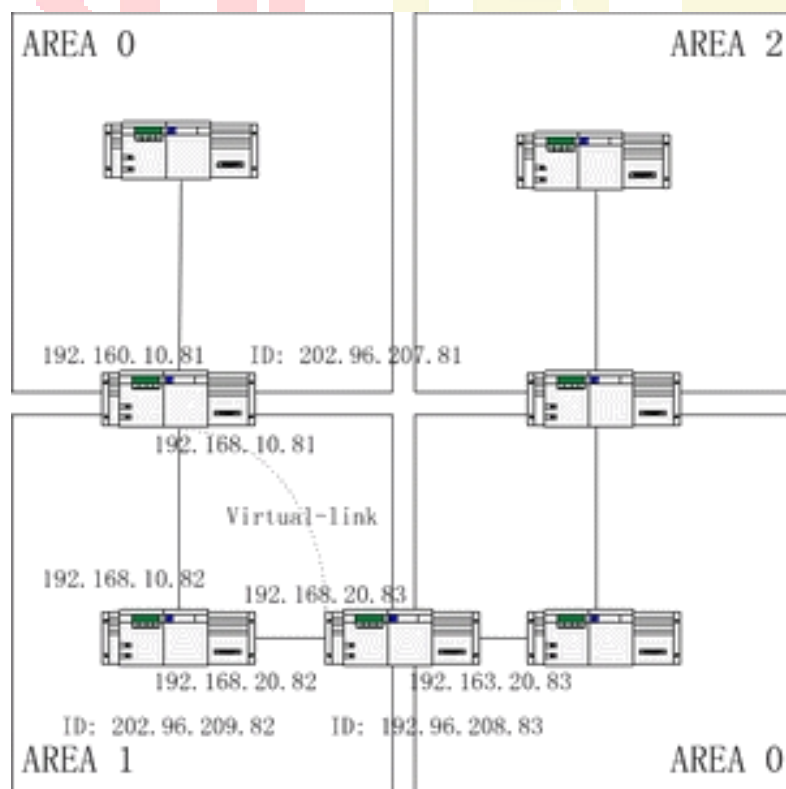 AREA 0
AREA 2
192.160.10.81
ID: 202.96.207.81
192.168.10.81
Virtual-link
192.168.10.82
192.168.20.83
192.168.20.82
192.163.20.83
ID: 202.96.209.82
ID: 192.96.208.83
AREA 1
AREA 0